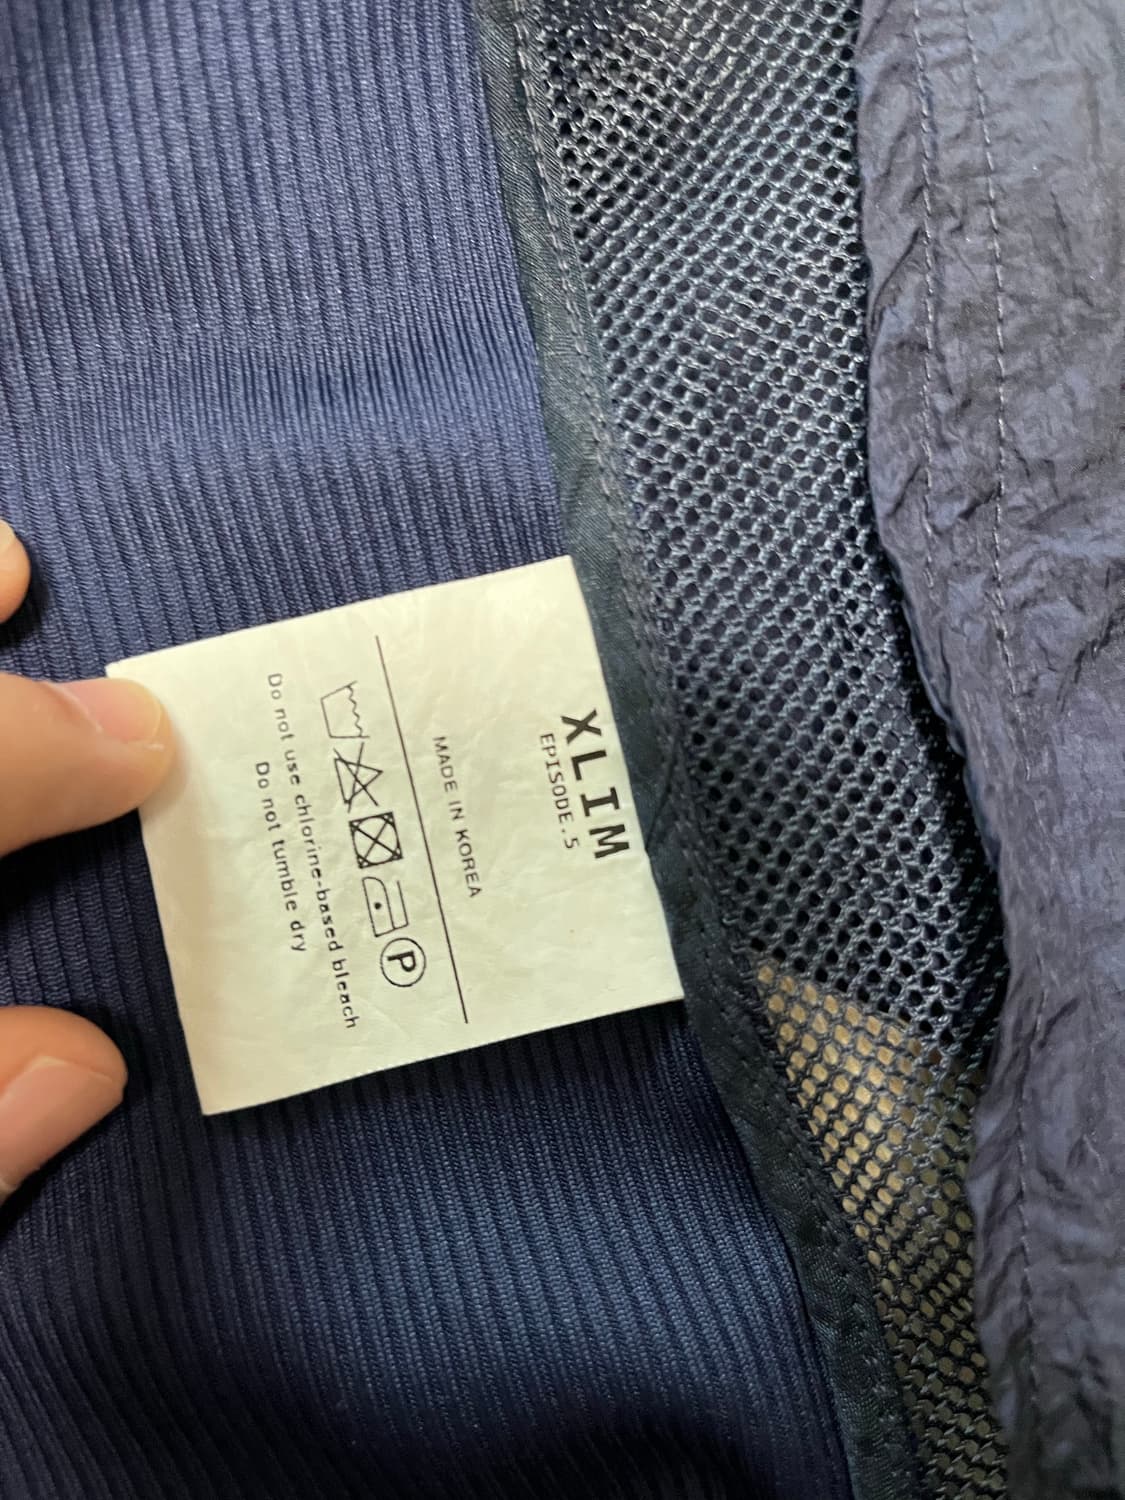 XLIM
EPISODE.5
MADE IN KOREA
P
Do not use chlorine-based bleach
Do not tumble dry